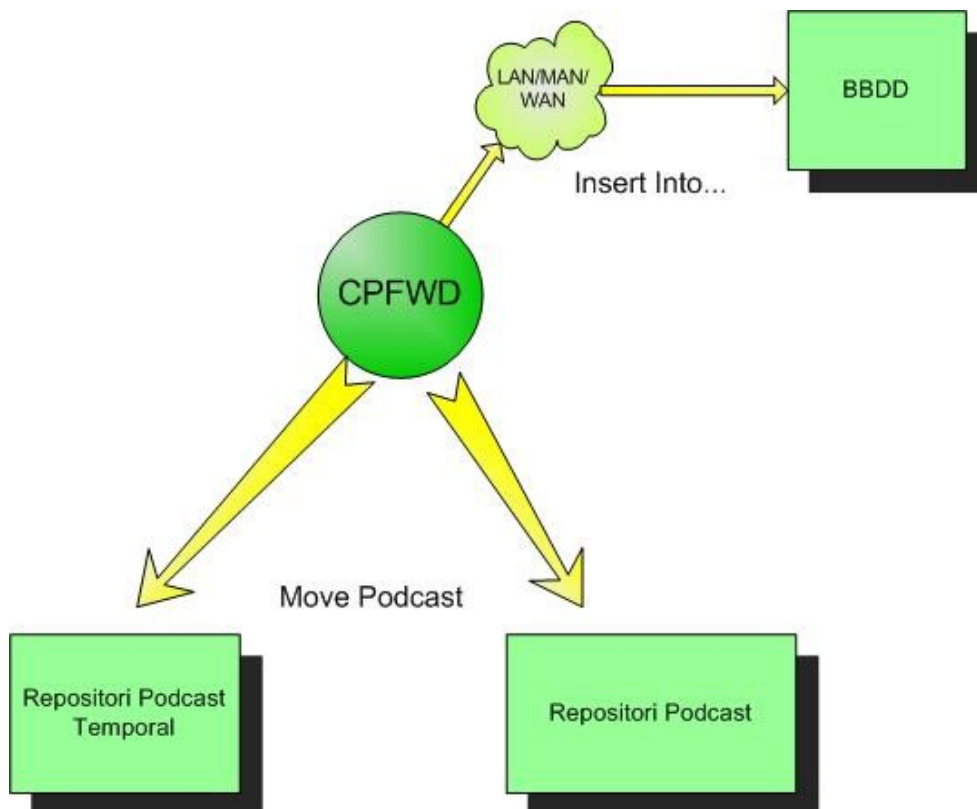 LAN/MAN/
WAN
BBDD
Insert Into...
CPFWD
Move Podcast
Repositori Podcast
Temporal
Repositori Podcast